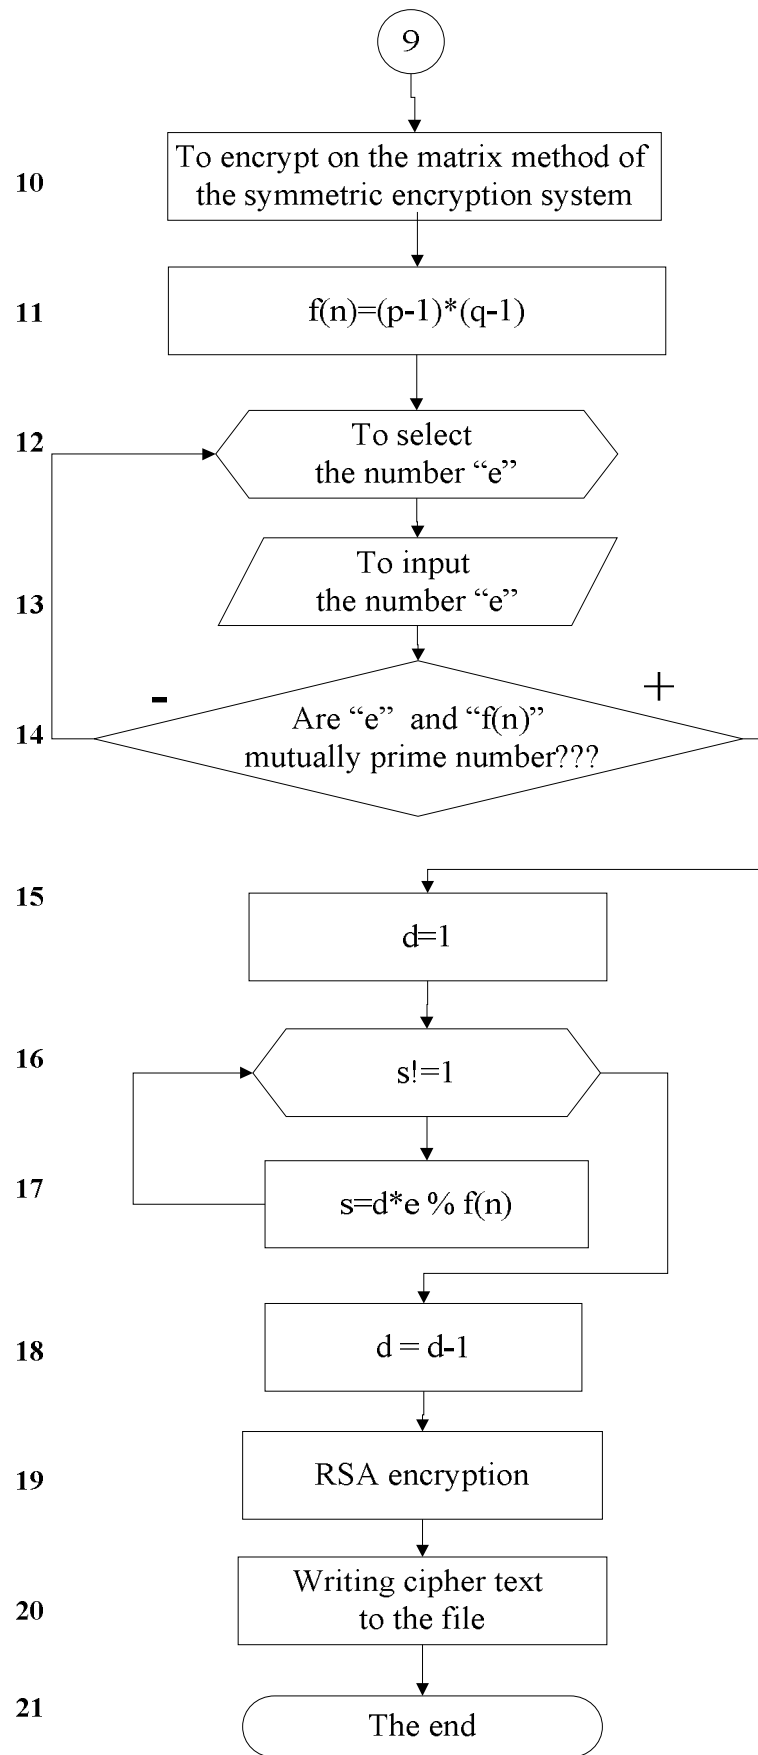 9
10
To encrypt on the matrix method of
the symmetric encryption system
11
f(n)=(p-1)*(q-1)
12
To select
the number “e”
13
To input
the number “e”
-
+
14
Are “e” and “f(n)”
mutually prime number???
15
d=1
16
s!=1
17
s=d*e % f(n)
18
d = d-1
19
RSA encryption
20
Writing cipher text
to the file
21
The end